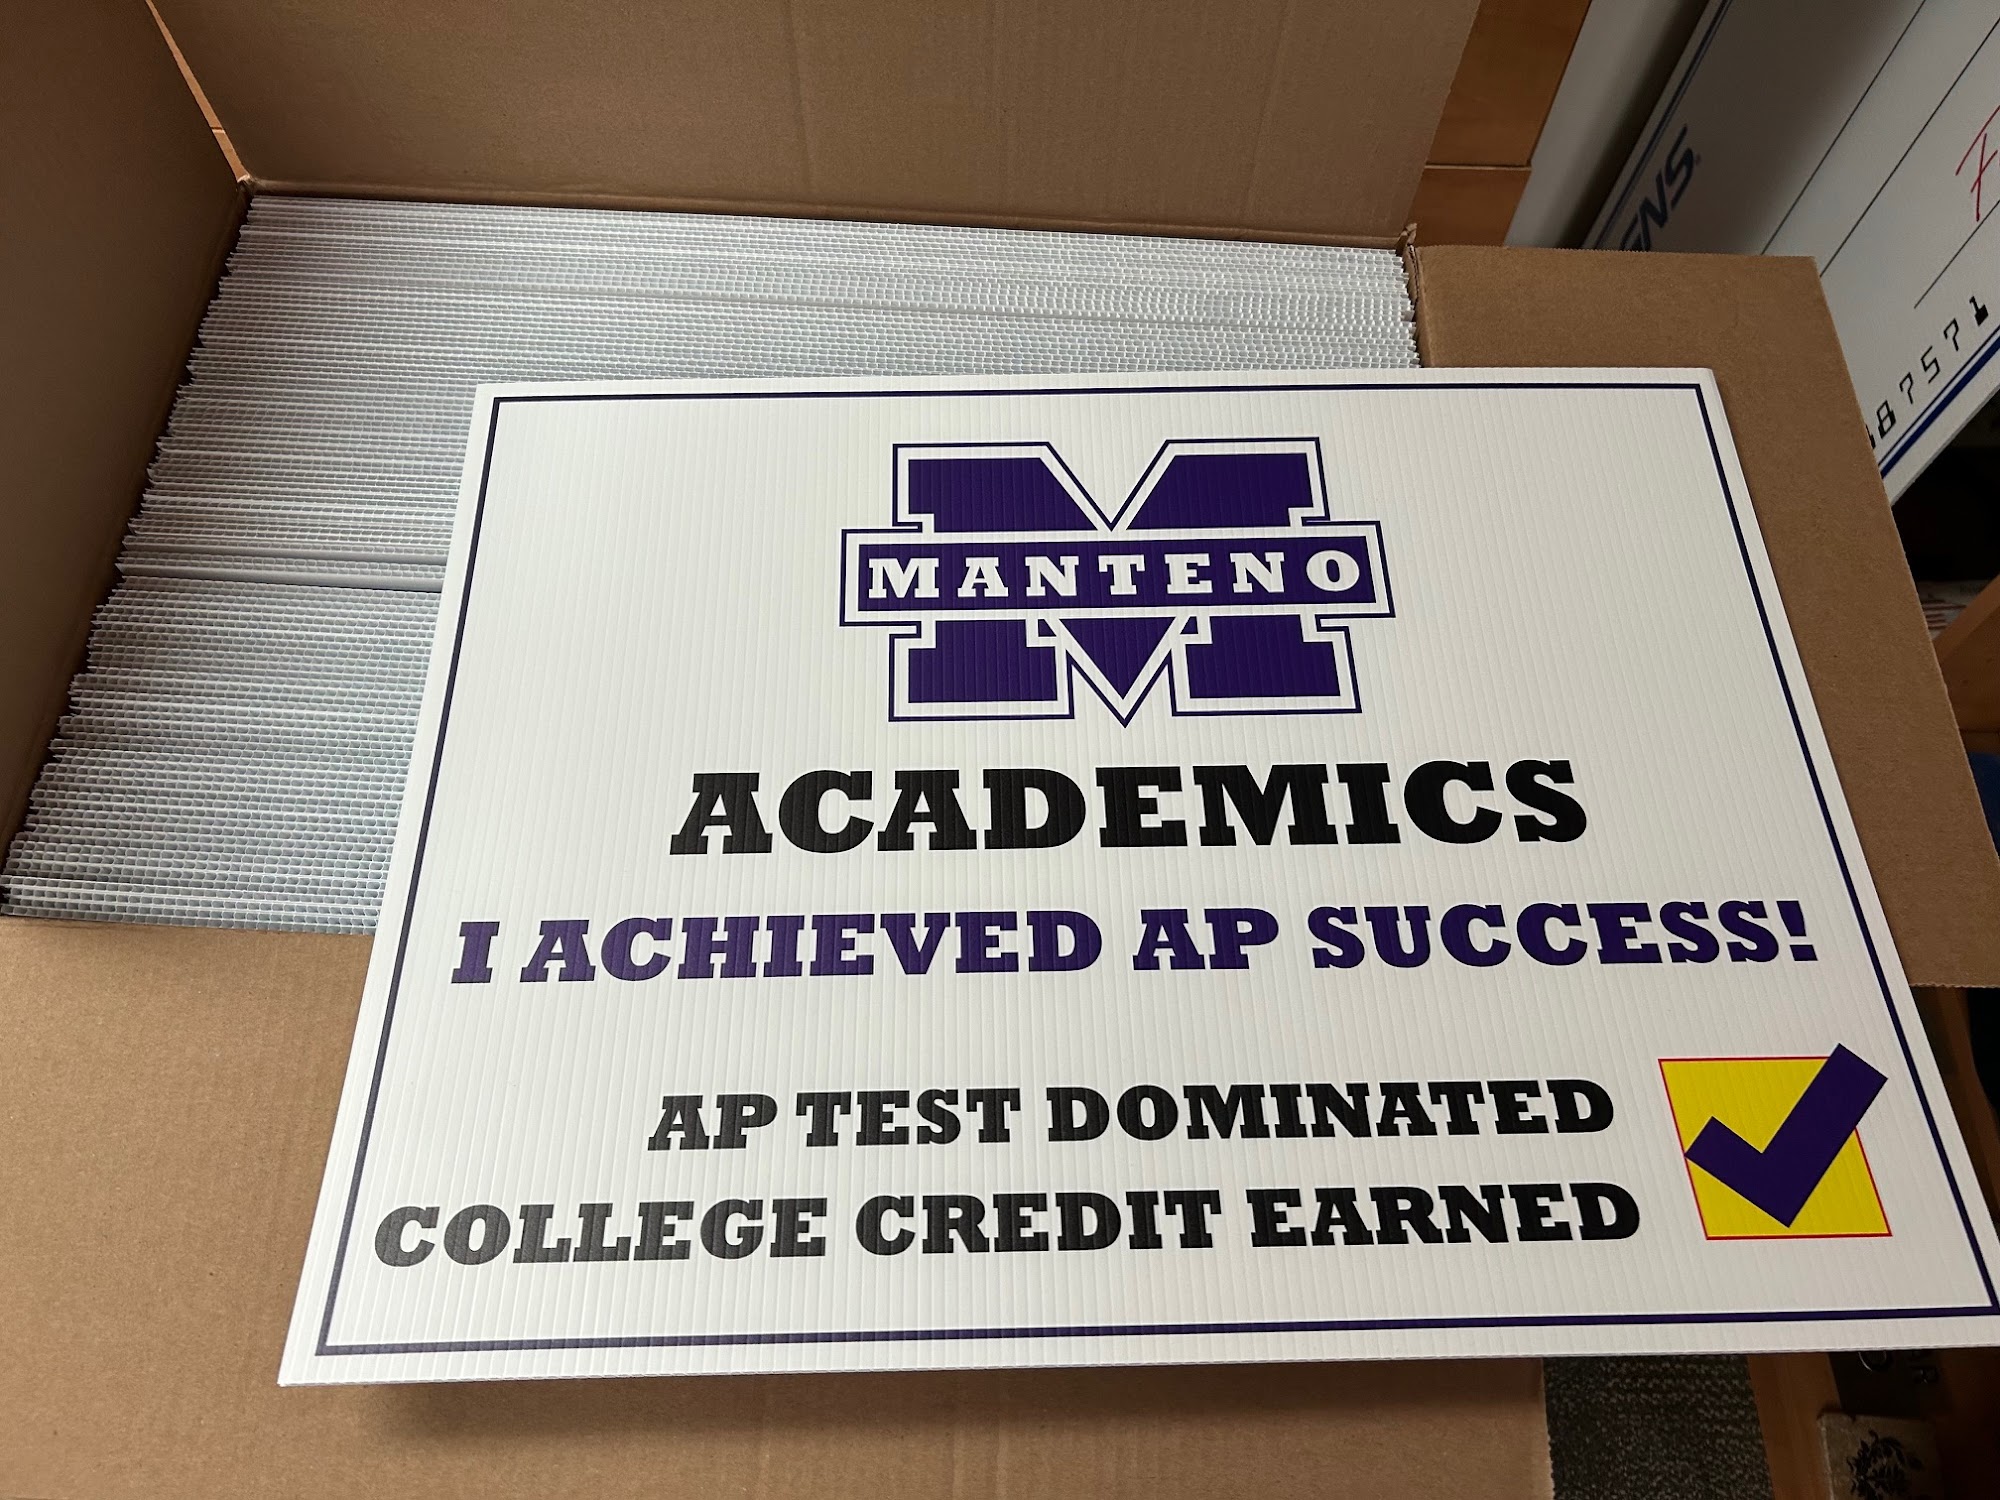 MANTENO
ACADEMICS
I ACHIEVED AP SUCCESS!
AP TEST DOMINATED
COLLEGE CREDIT EARNED